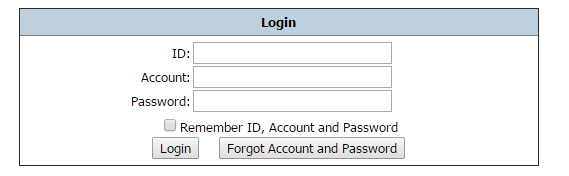 Login
ID:
Account:
Password:
Remember ID, Account and Password
Login Forgot Account and Password